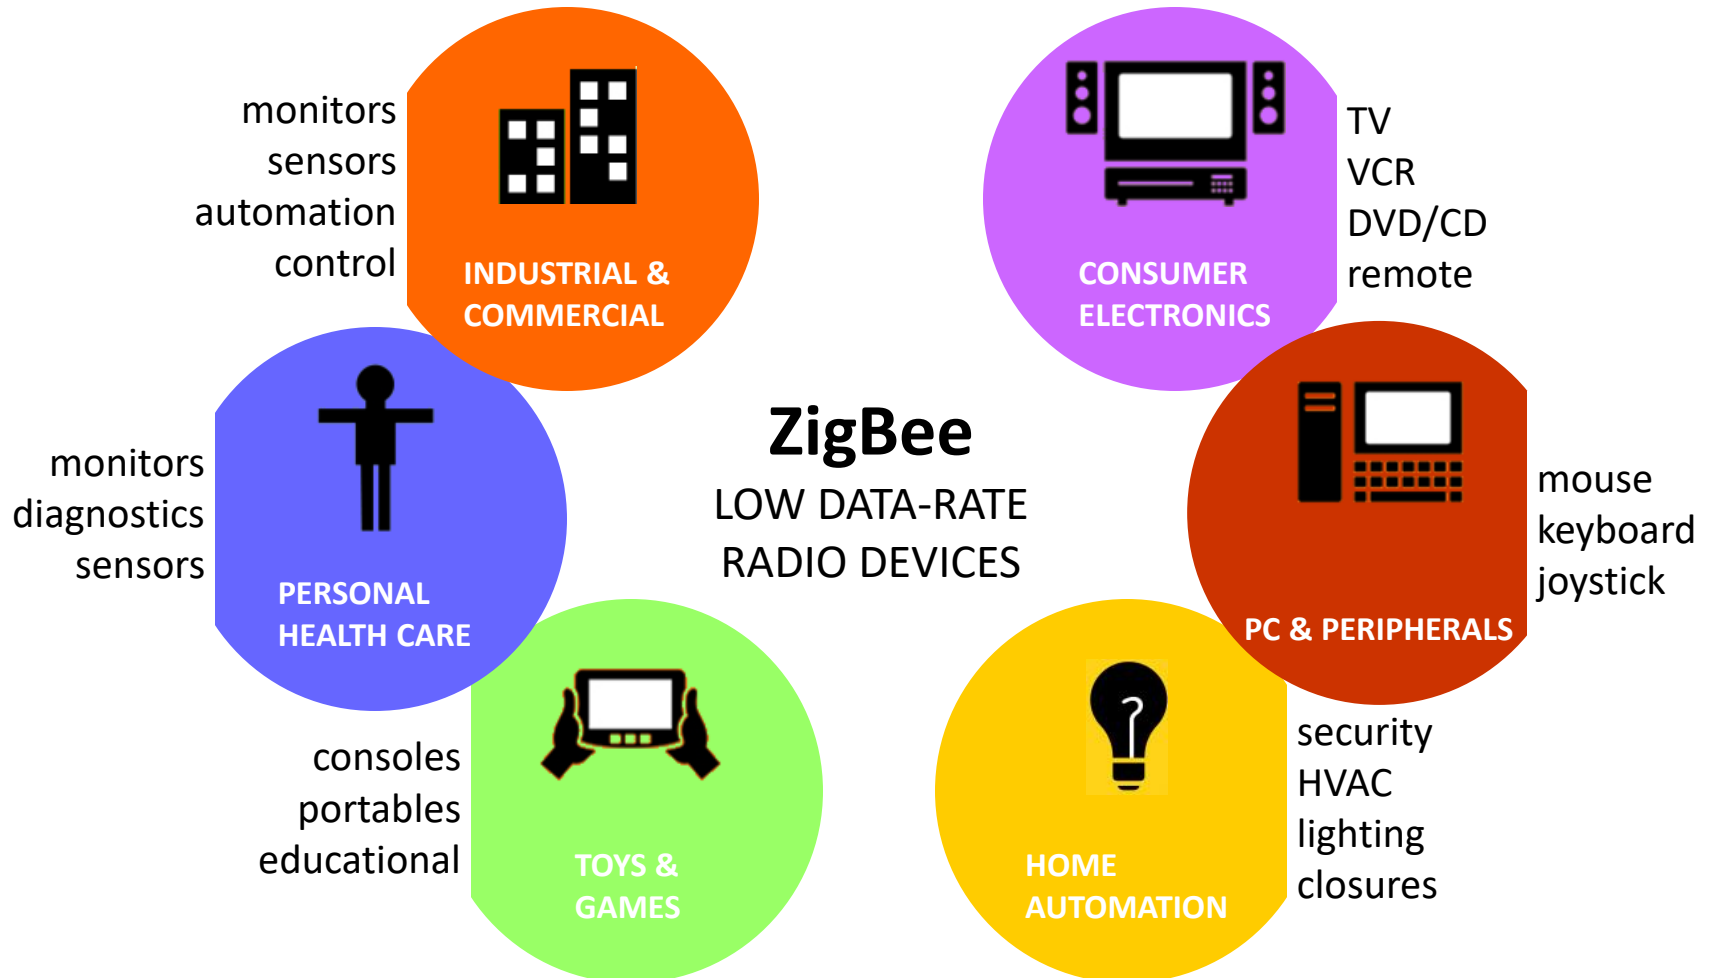 monitors
sensors
automation
control
INDUSTRIAL &
COMMERCIAL
CONSUMER
ELECTRONICS
TV
VCR
DVD/CD
remote
monitors
diagnostics
sensors
PERSONAL
HEALTH CARE
ZigBee
LOW DATA-RATE
RADIO DEVICES
PC & PERIPHERALS
mouse
keyboard
joystick
consoles
portables
educational
TOYS &
GAMES
HOME
AUTOMATION
security
HVAC
lighting
closures